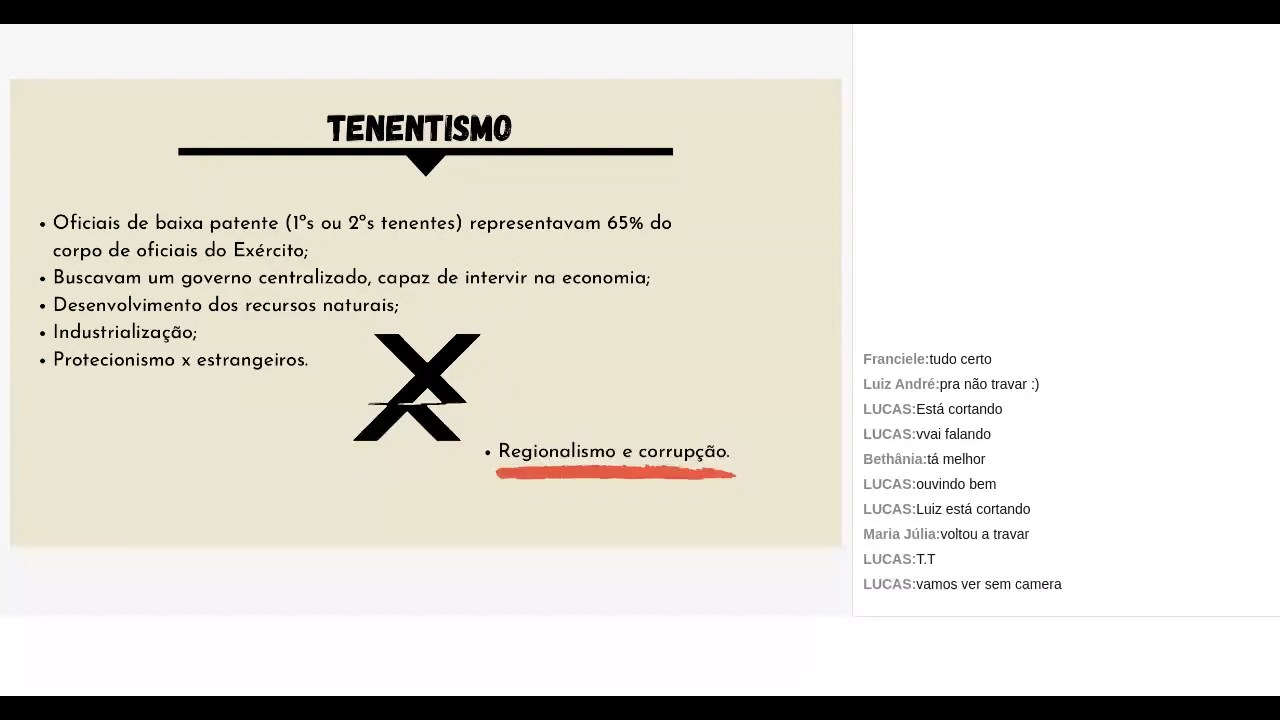 TENENTISMO
• Oficiais de baixa patente (1ºs ou 2ºs tenentes) representavam 65% do
corpo de oficiais do Exército;
• Buscavam um governo centralizado, capaz de intervir na economia;
• Desenvolvimento dos recursos naturais;
• Industrialização;
• Protecionismo x estrangeiros.
X
• Regionalismo e corrupção.
Franciele:tudo certo
Luiz André:pra não travar :)
LUCAS:Está cortando
LUCAS:vvai falando
Bethânia:tá melhor
LUCAS:ouvindo bem
LUCAS:Luiz está cortando
Maria Júlia:voltou a travar
LUCAS:T.T
LUCAS:vamos ver sem camera